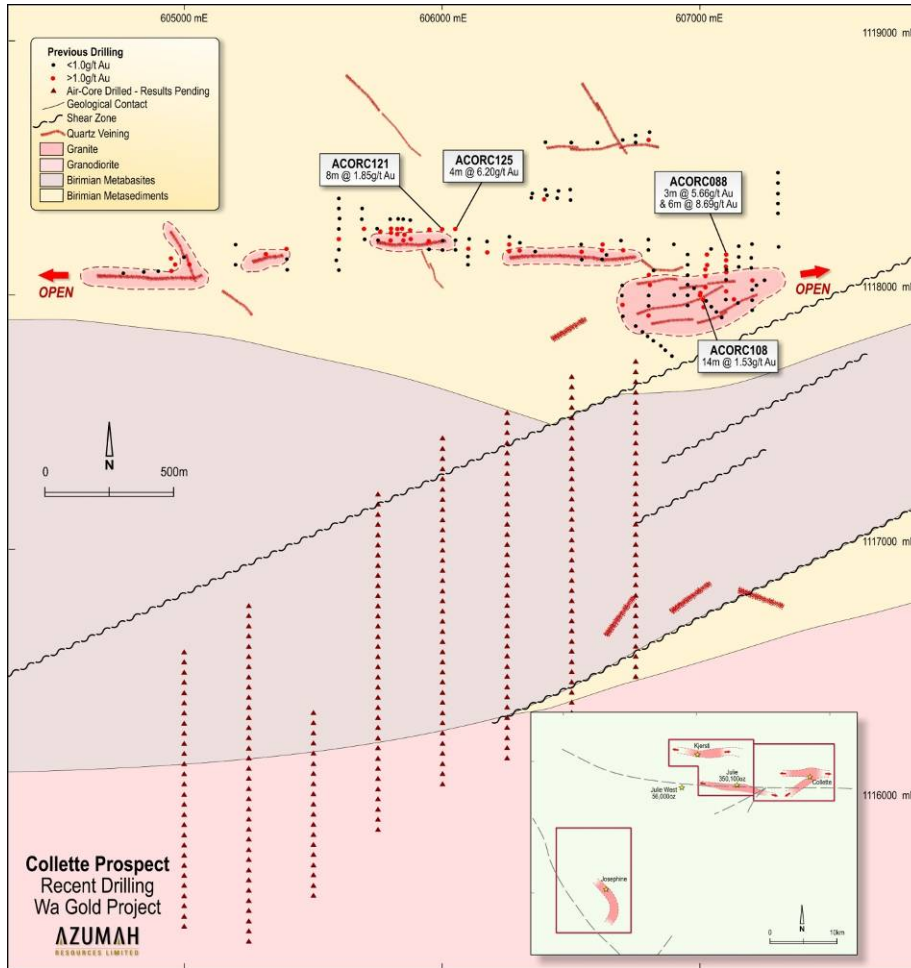 605000 mE
606000 mE
607000 mE
1119000 mN
Previous Drilling
<1.0g/t Au
>1.0g/t Au
Air-Core Drilled - Results Pending
Geological Contact
Shear Zone
Quartz Veining
Granite
Granodiorite
Birimian Metabasites
Birimian Metasediments
ACORC121
8m @ 1.85g/t Au
ACORC125
4m @ 6.20g/t Au
ACORC088
3m @ 5.66g/t Au
& 6m @ 8.69g/t Au
OPEN
OPEN
1118000 mN
ACORC108
14m @ 1.53g/t Au
N
0
500m
1117000 mN
Kjersti
Julie
350,100oz
Julie West
56,000oz
Collette
1116000 mN
Josephine
N
0
10km
Collette Prospect
Recent Drilling
Wa Gold Project
AZUMAH
RESOURCES LIMITED